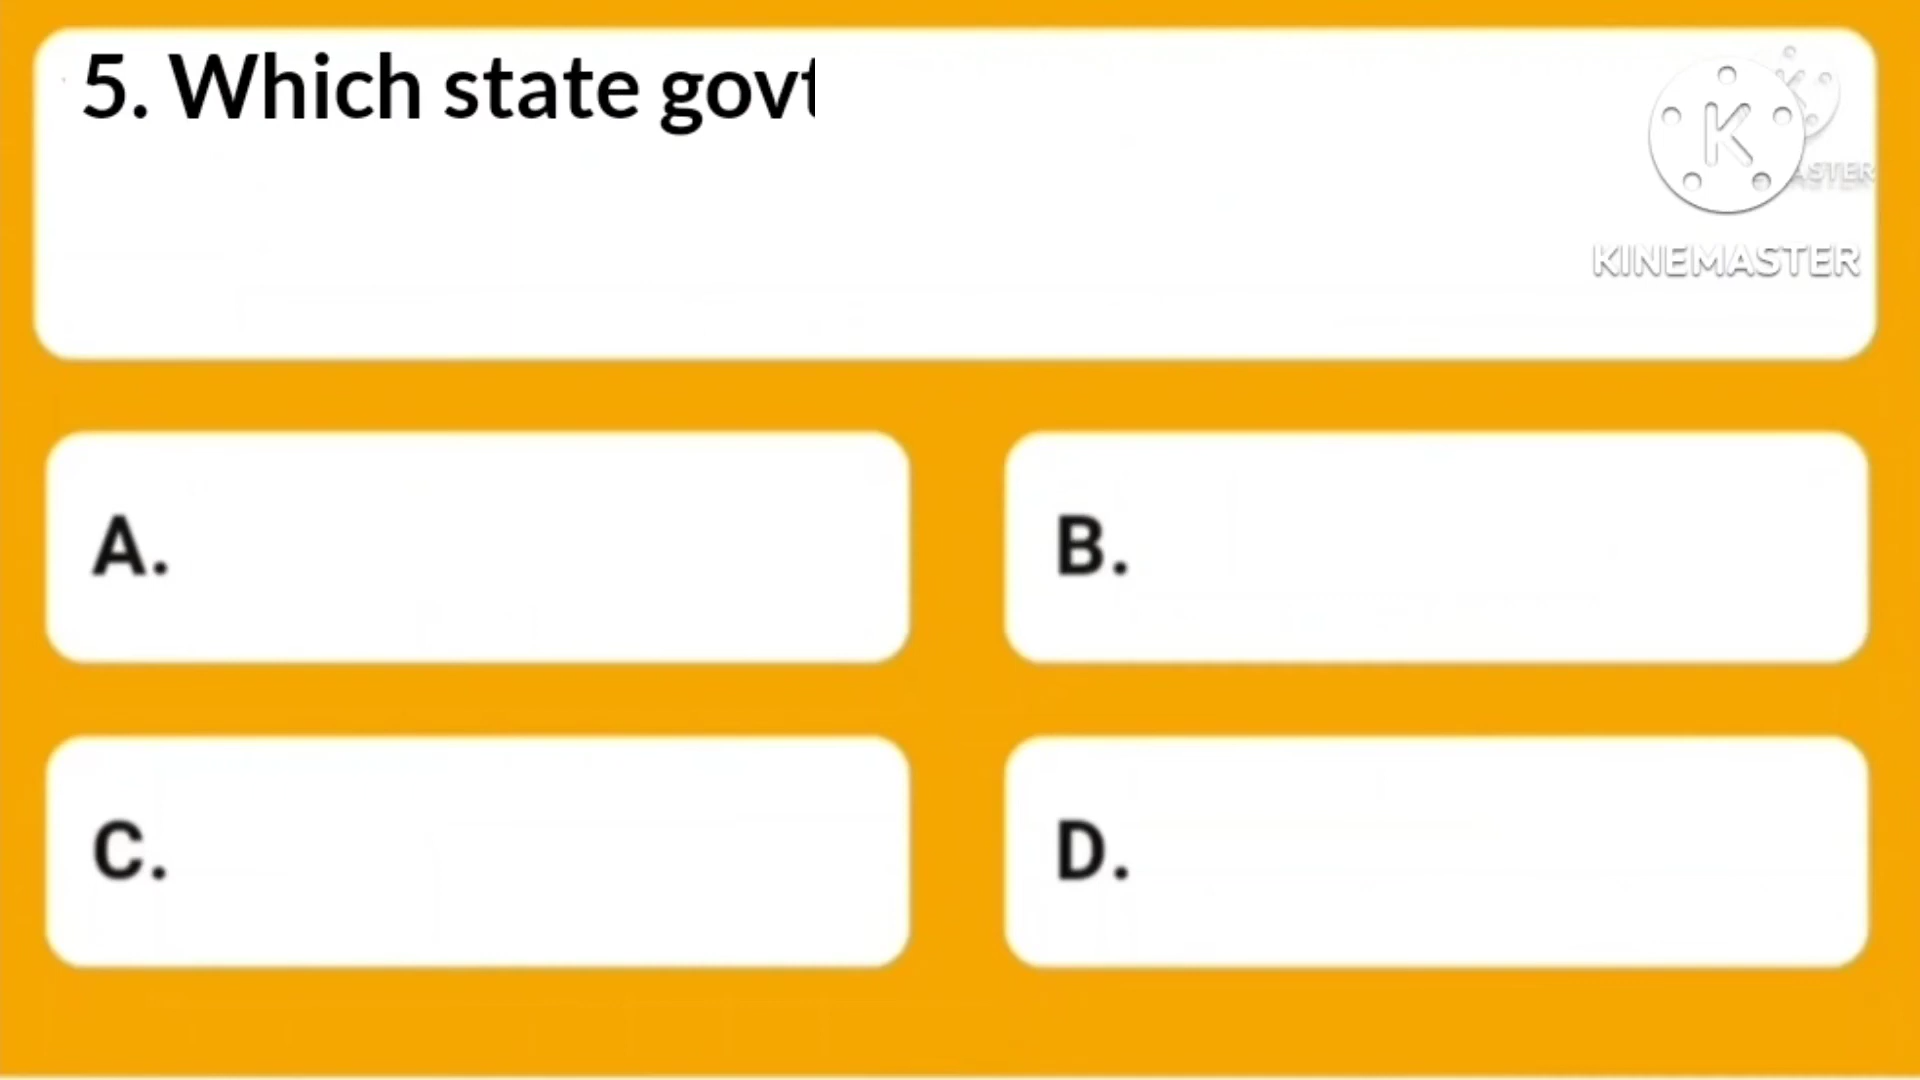 5. Which state govt
KINEMASTER
A.
B.
C.
D.